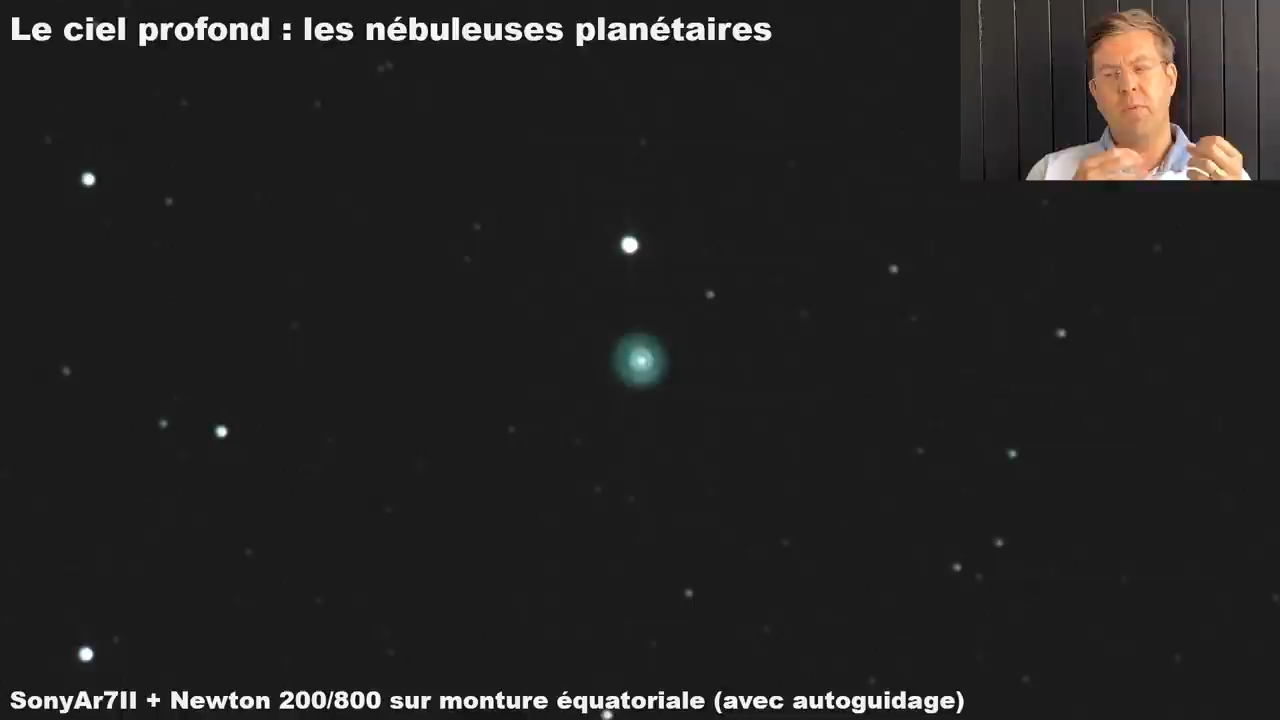 Le ciel profond : les nébuleuses planétaires
SonyAr7II + Newton 200/800 sur monture équatoriale (avec autoguidage)